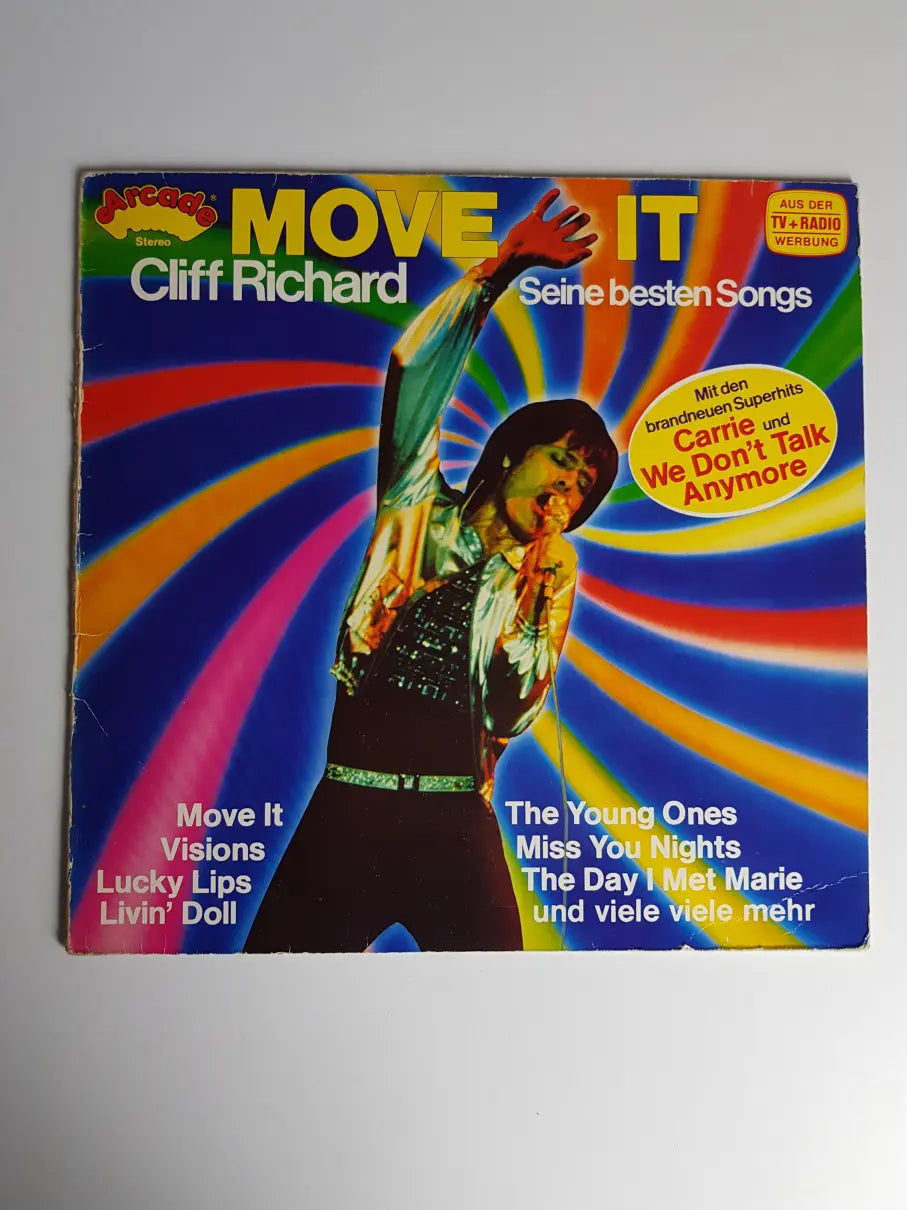 Arcade®
Stereo
MOVE IT
Cliff Richard
Seine besten Songs
AUS DER
TV+RADIO
WERBUNG
Mit den
brandneuen Superhits
Carrie und
We Don't Talk
Anymore
Move It
Visions
Lucky Lips
Livin' Doll
The Young Ones
Miss You Nights
The Day I Met Marie
und viele viele mehr